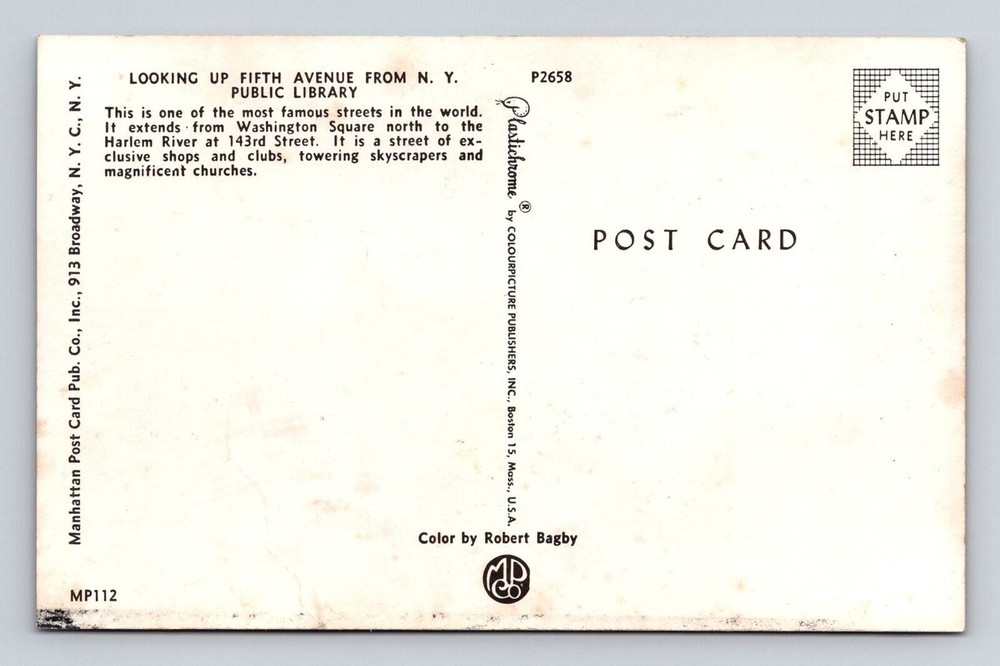 LOOKING UP FIFTH AVENUE FROM N. Y.
PUBLIC LIBRARY
This is one of the most famous streets in the world.
It extends from Washington Square north to the
Harlem River at 143rd Street. It is a street of ex-
clusive shops and clubs, towering skyscrapers and
magnificent churches.
Manhattan Post Card Pub. Co., Inc., 913 Broadway, N. Y. C., N. Y.
MP112
P2658
Plastichrome ® by COLOURPICTURE PUBLISHERS, INC., Boston 15, Mass., U.S.A.
Color by Robert Bagby
MP
CO
PUT
STAMP
HERE
POST CARD